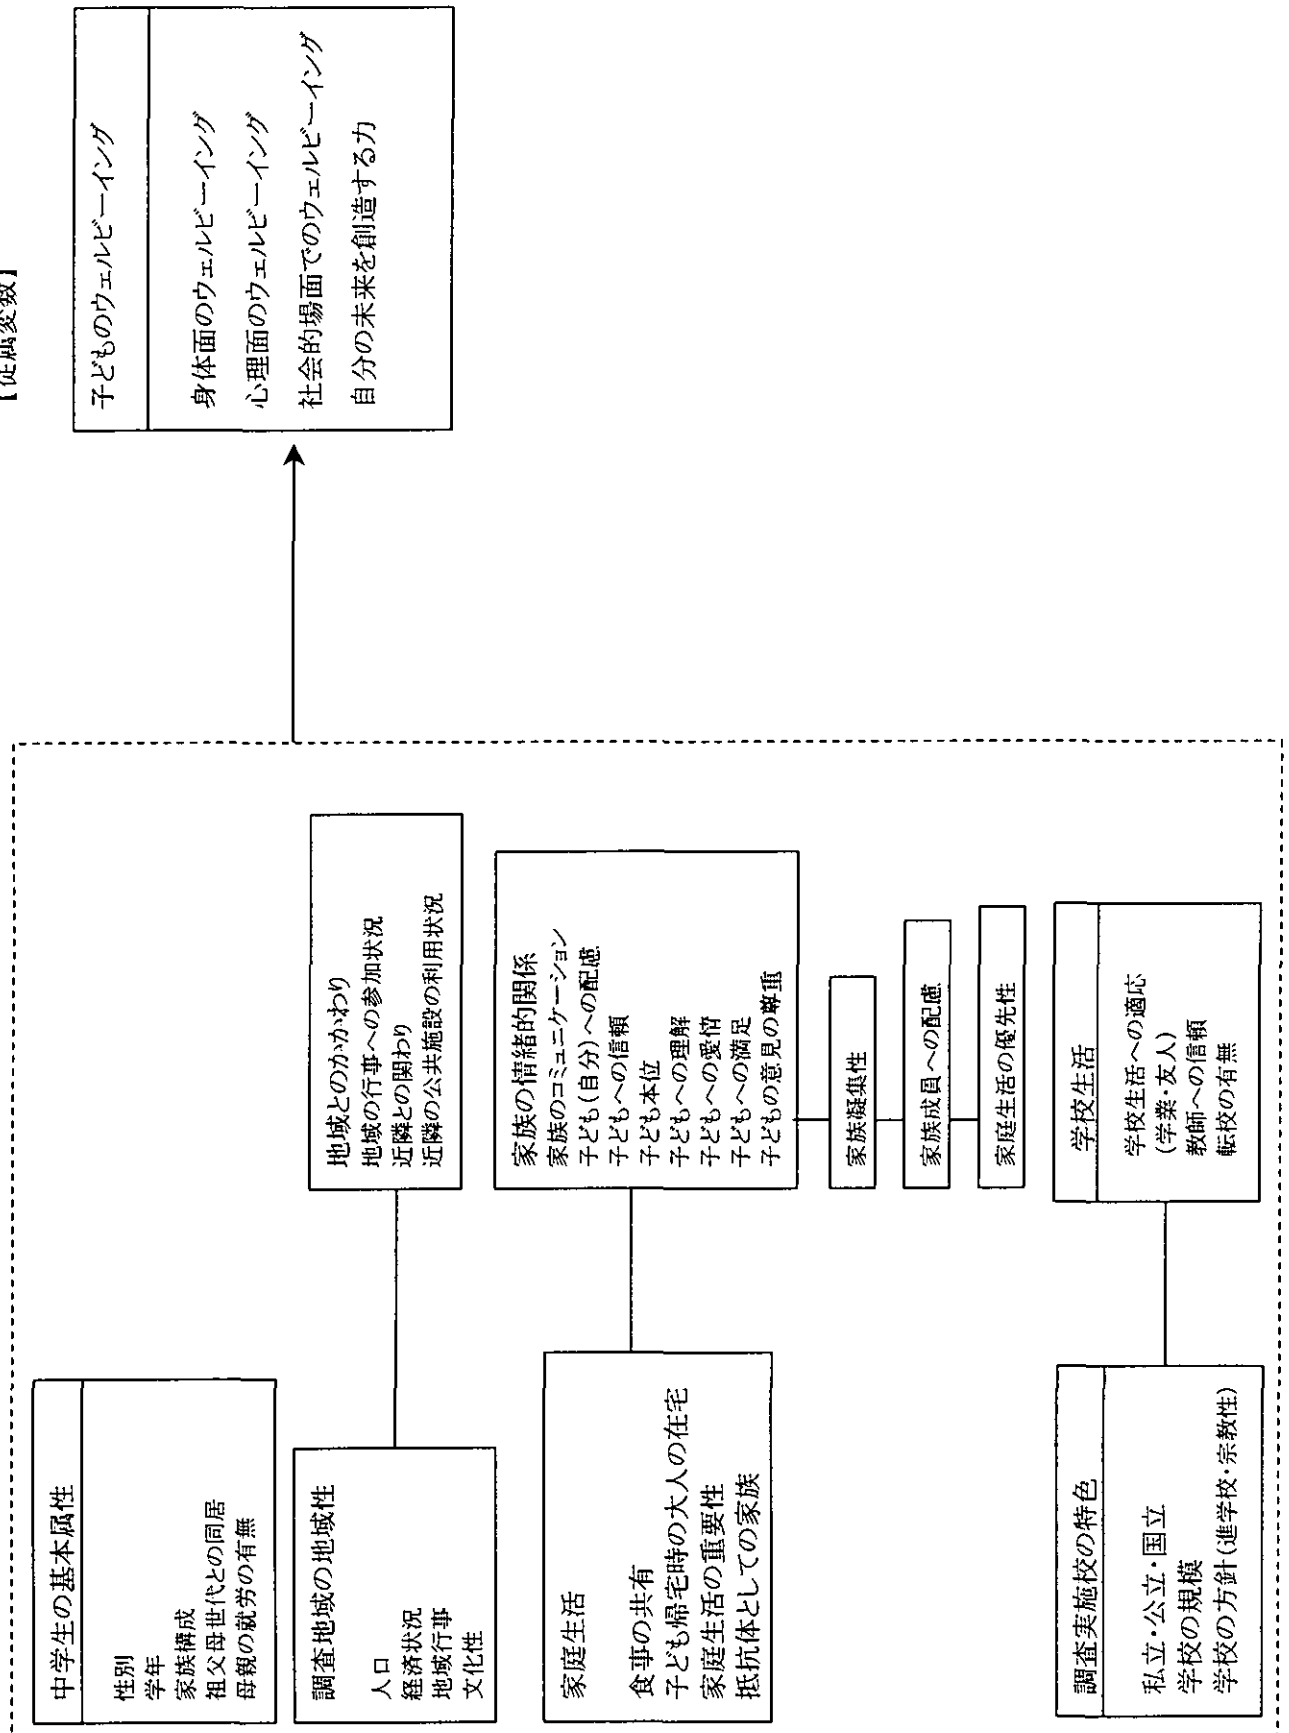 【従属変数】
中学生の基本属性
性別
学年
家族構成
祖父母世代との同居
母親の就労の有無
調査地域の地域性
人口
経済状況
地域行事
文化性
地域とのかかわり
地域の行事への参加状況
近隣との関わり
近隣の公共施設の利用状況
家庭生活
食事の共有
子ども帰宅時の大人の在宅
家庭生活の重要性
抵抗体としての家族
家族の情緒的関係
家族のコミュニケーション
子ども(自分)への配慮
子どもへの信頼
子ども本位
子どもへの理解
子どもへの愛情
子どもへの満足
子どもの意見の尊重
家族凝集性
家族成員への配慮
家庭生活の優先性
調査実施校の特色
私立・公立・国立
学校の規模
学校の方針(進学校・宗教性)
学校生活
学校生活への適応
(学業・友人)
教師への信頼
転校の有無
子どものウェルビーイング
身体面のウェルビーイング
心理面のウェルビーイング
社会的場面でのウェルビーイング
自分の未来を創造する力